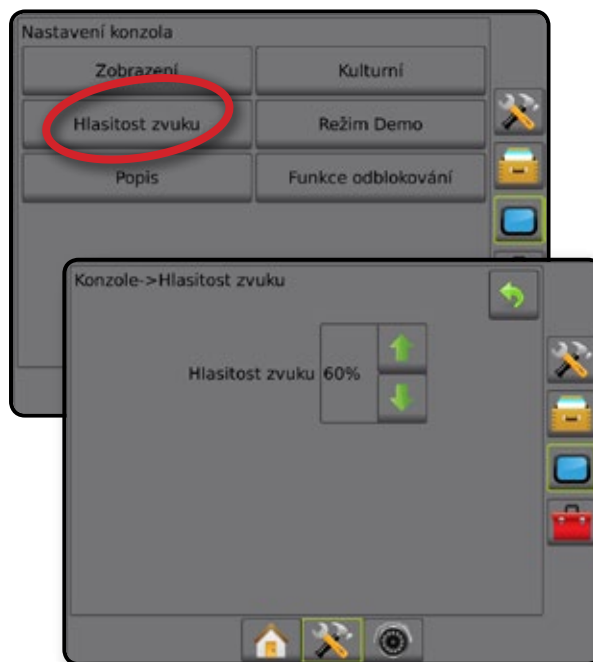 Nastavení konzola
Zobrazení Kulturní
Hlasitost zvuku Režim Demo
Popis Funkce odblokování
Konzole->Hlasitost zvuku
Hlasitost zvuku 60%